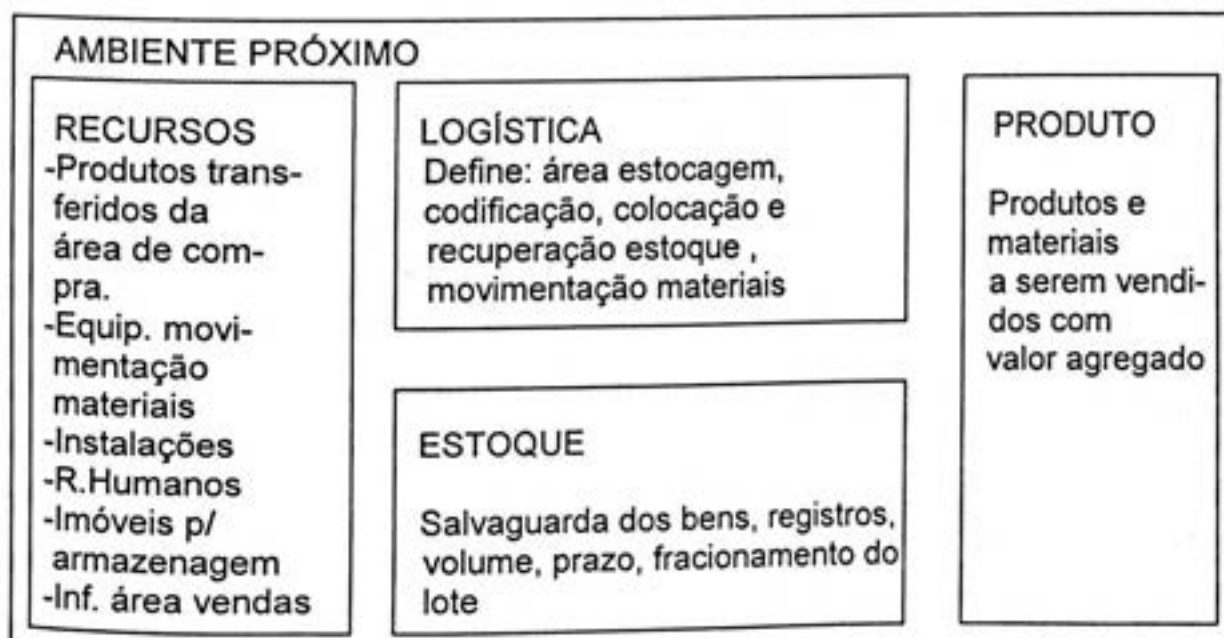 AMBIENTE PRÓXIMO
RECURSOS
-Produtos trans-
feridos da
área de com-
pra.
-Equip. movi-
mentação
materiais
-Instalações
-R.Humanos
-Imóveis p/
armazenagem
-Inf. área vendas
LOGÍSTICA
Define: área estocagem,
codificação, colocação e
recuperação estoque ,
movimentação materiais
ESTOQUE
Salvaguarda dos bens, registros,
volume, prazo, fracionamento do
lote
PRODUTO
Produtos e
materiais
a serem vendi-
dos com
valor agregado